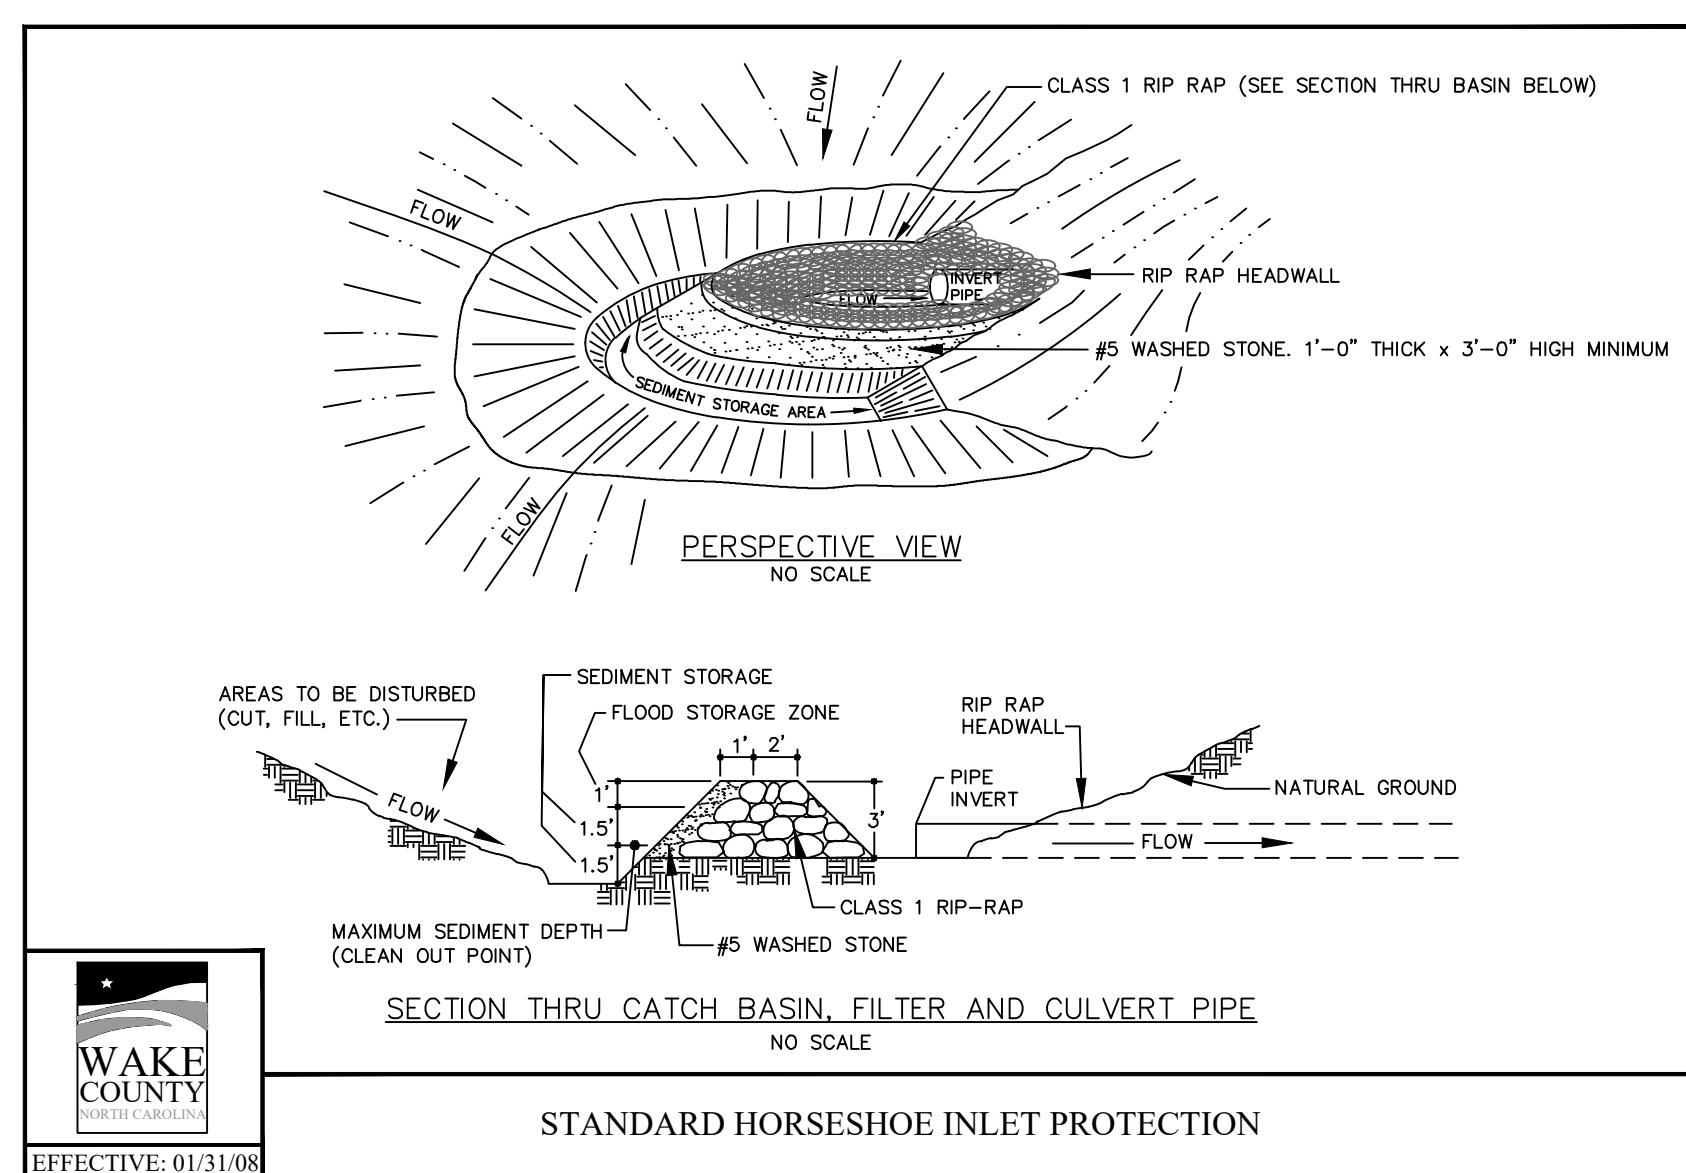 FLOW
CLASS 1 RIP RAP (SEE SECTION THRU BASIN BELOW)
FLOW
INVERT
PIPE
RIP RAP HEADWALL
FLOW
#5 WASHED STONE. 1'-0" THICK x 3'-0" HIGH MINIMUM
SEDIMENT STORAGE AREA
FLOW
PERSPECTIVE VIEW
NO SCALE
SEDIMENT STORAGE
AREAS TO BE DISTURBED
(CUT, FILL, ETC.)
FLOOD STORAGE ZONE
RIP RAP
HEADWALL
1'
2'
PIPE
INVERT
NATURAL GROUND
1'
FLOW
1.5'
3'
FLOW
1.5'
CLASS 1 RIP-RAP
MAXIMUM SEDIMENT DEPTH
(CLEAN OUT POINT)
#5 WASHED STONE
SECTION THRU CATCH BASIN, FILTER AND CULVERT PIPE
NO SCALE
WAKE
COUNTY
NORTH CAROLINA
STANDARD HORSESHOE INLET PROTECTION
EFFECTIVE: 01/31/08